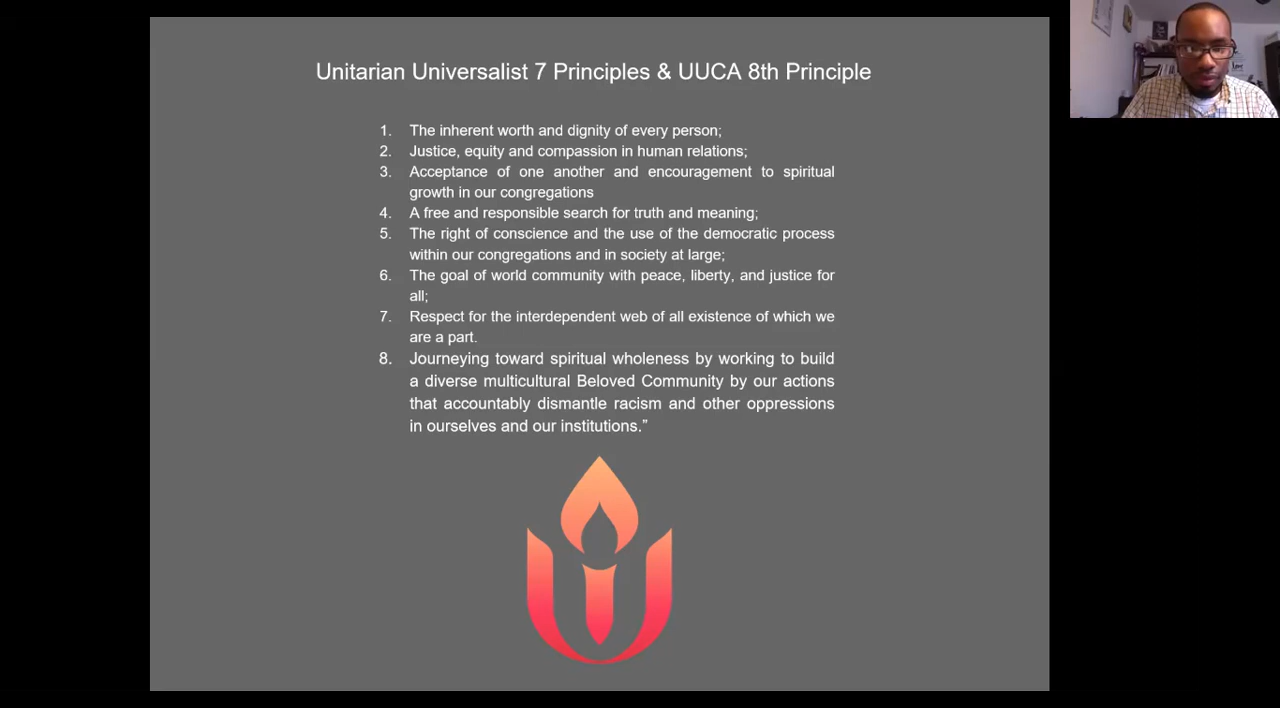 Unitarian Universalist 7 Principles & UUCA 8th Principle
1. The inherent worth and dignity of every person;
2. Justice, equity and compassion in human relations;
3. Acceptance of one another and encouragement to spiritual
growth in our congregations
4. A free and responsible search for truth and meaning;
5. The right of conscience and the use of the democratic process
within our congregations and in society at large;
6. The goal of world community with peace, liberty, and justice for
all;
7. Respect for the interdependent web of all existence of which we
are a part.
8. Journeying toward spiritual wholeness by working to build
a diverse multicultural Beloved Community by our actions
that accountably dismantle racism and other oppressions
in ourselves and our institutions.”